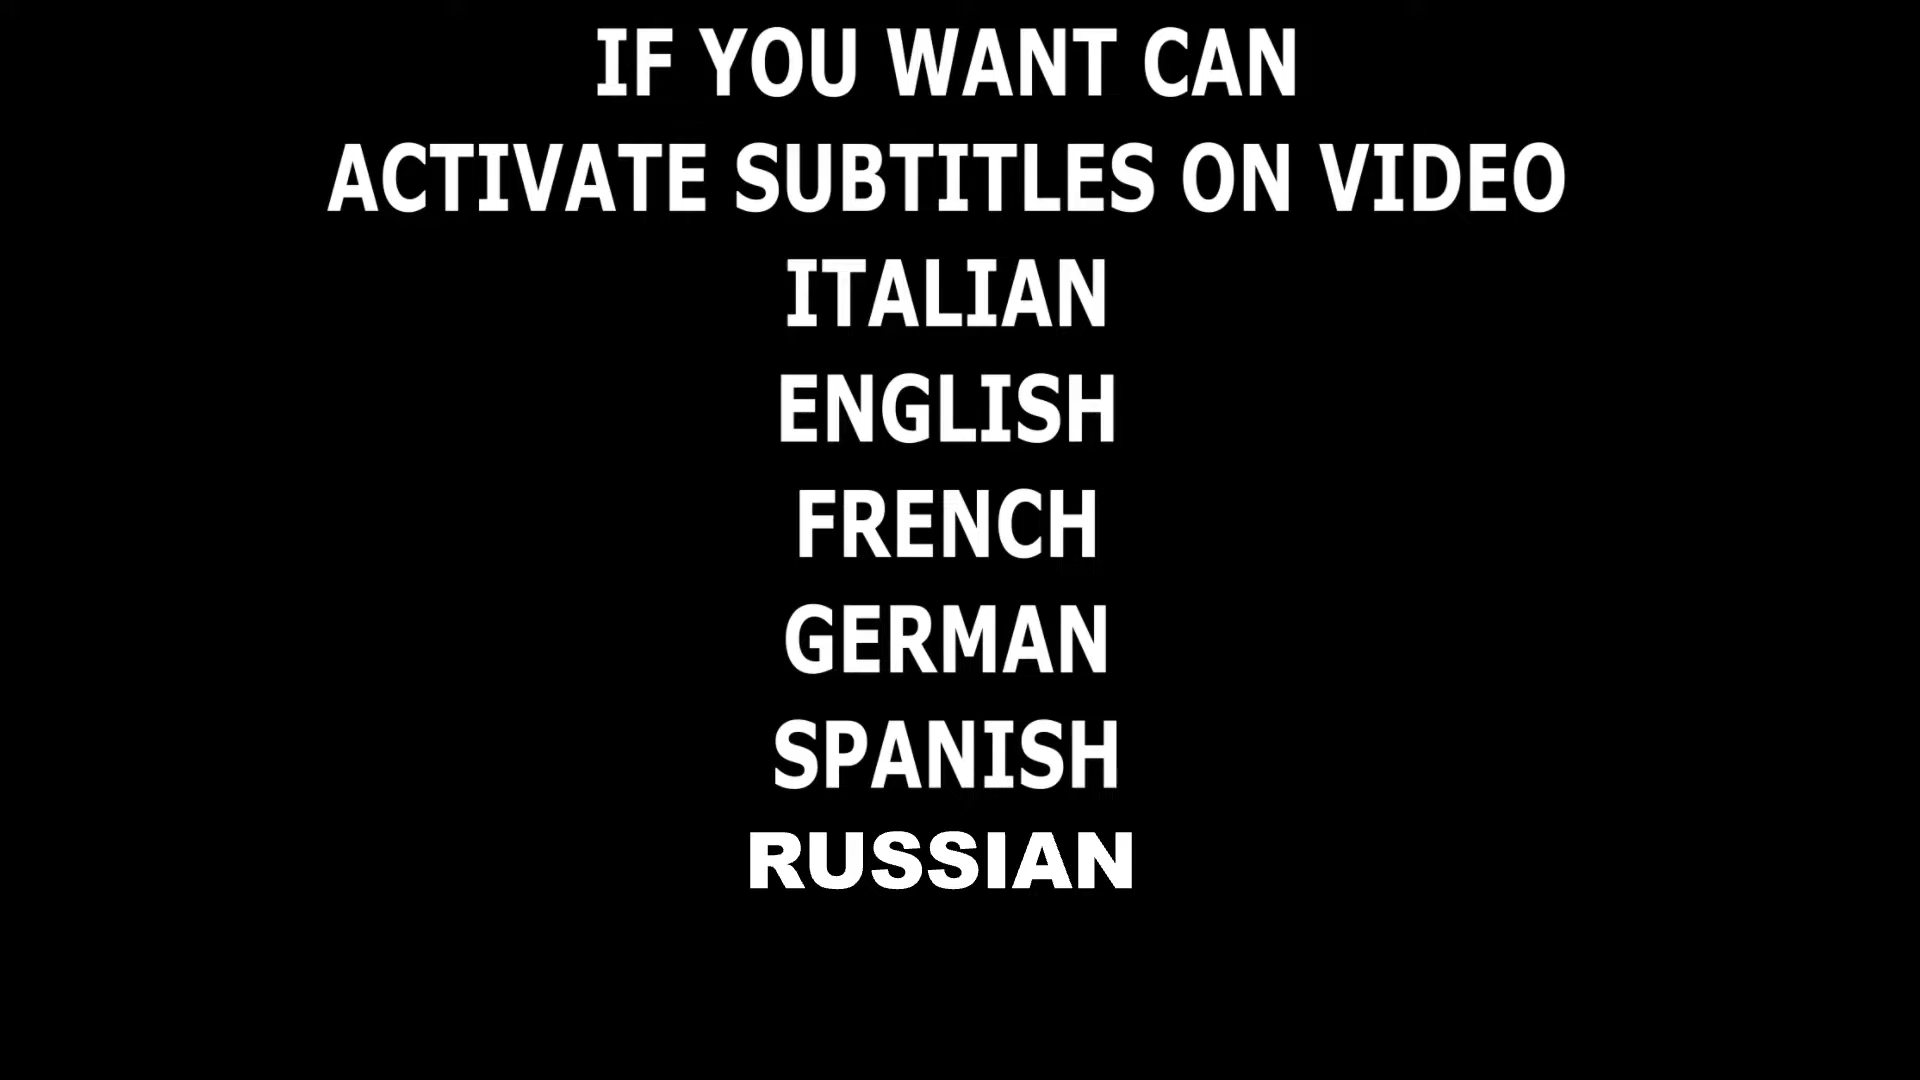 IF YOU WANT CAN
ACTIVATE SUBTITLES ON VIDEO
ITALIAN
ENGLISH
FRENCH
GERMAN
SPANISH
RUSSIAN